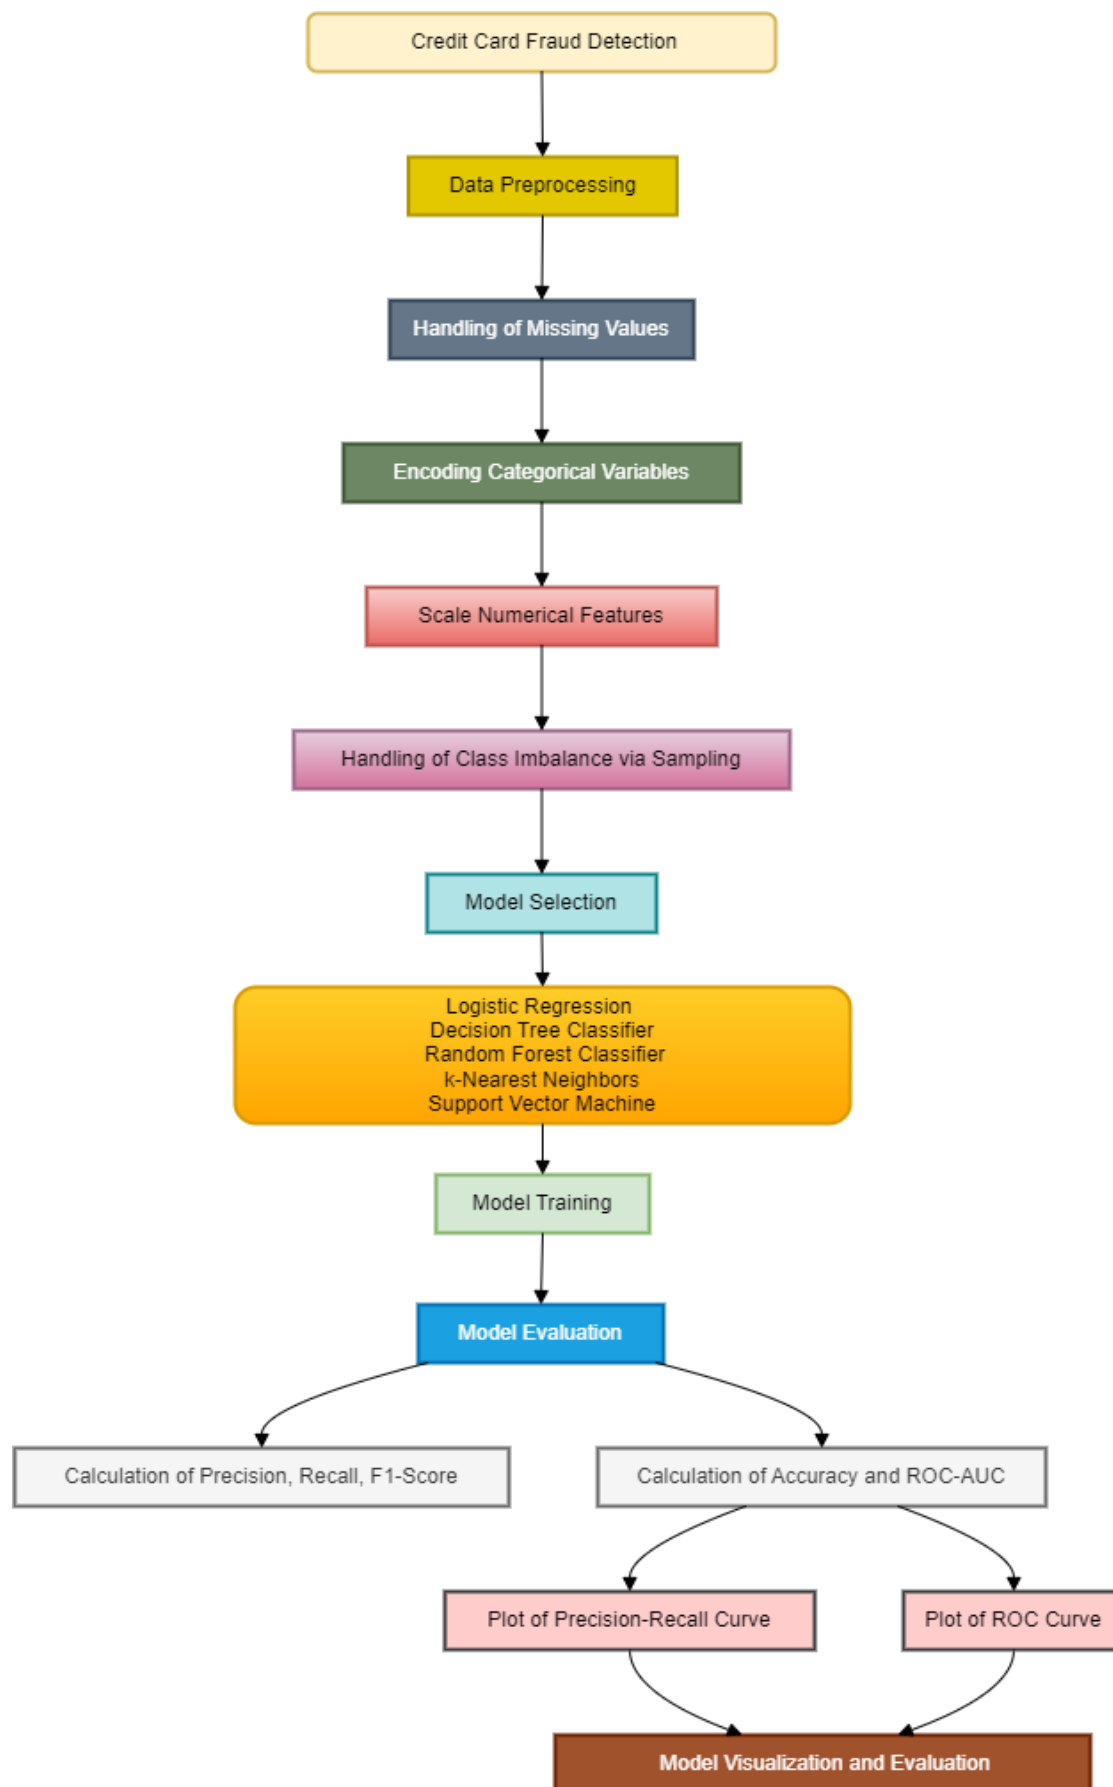 Credit Card Fraud Detection
Data Preprocessing
Handling of Missing Values
Encoding Categorical Variables
Scale Numerical Features
Handling of Class Imbalance via Sampling
Model Selection
Logistic Regression
Decision Tree Classifier
Random Forest Classifier
k-Nearest Neighbors
Support Vector Machine
Model Training
Model Evaluation
Calculation of Precision, Recall, F1-Score
Calculation of Accuracy and ROC-AUC
Plot of Precision-Recall Curve
Plot of ROC Curve
Model Visualization and Evaluation